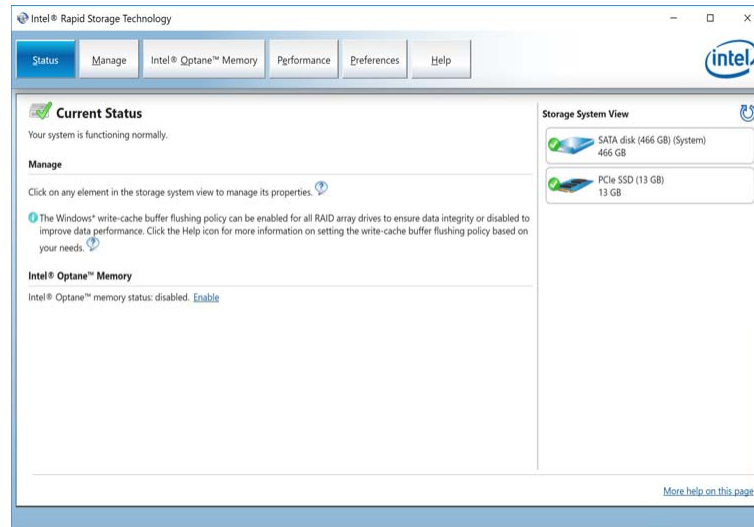 Intel® Rapid Storage Technology
Status
Manage
Intel® Optane™ Memory
Performance
Preferences
Help
intel
Current Status
Your system is functioning normally.
Manage
Click on any element in the storage system view to manage its properties.
The Windows* write-cache buffer flushing policy can be enabled for all RAID array drives to ensure data integrity or disabled to
improve data performance. Click the Help icon for more information on setting the write-cache buffer flushing policy based on
your needs.
Intel® Optane™ Memory
Intel® Optane™ memory status: disabled. Enable
Storage System View
SATA disk (466 GB) (System)
466 GB
PCIe SSD (13 GB)
13 GB
More help on this page